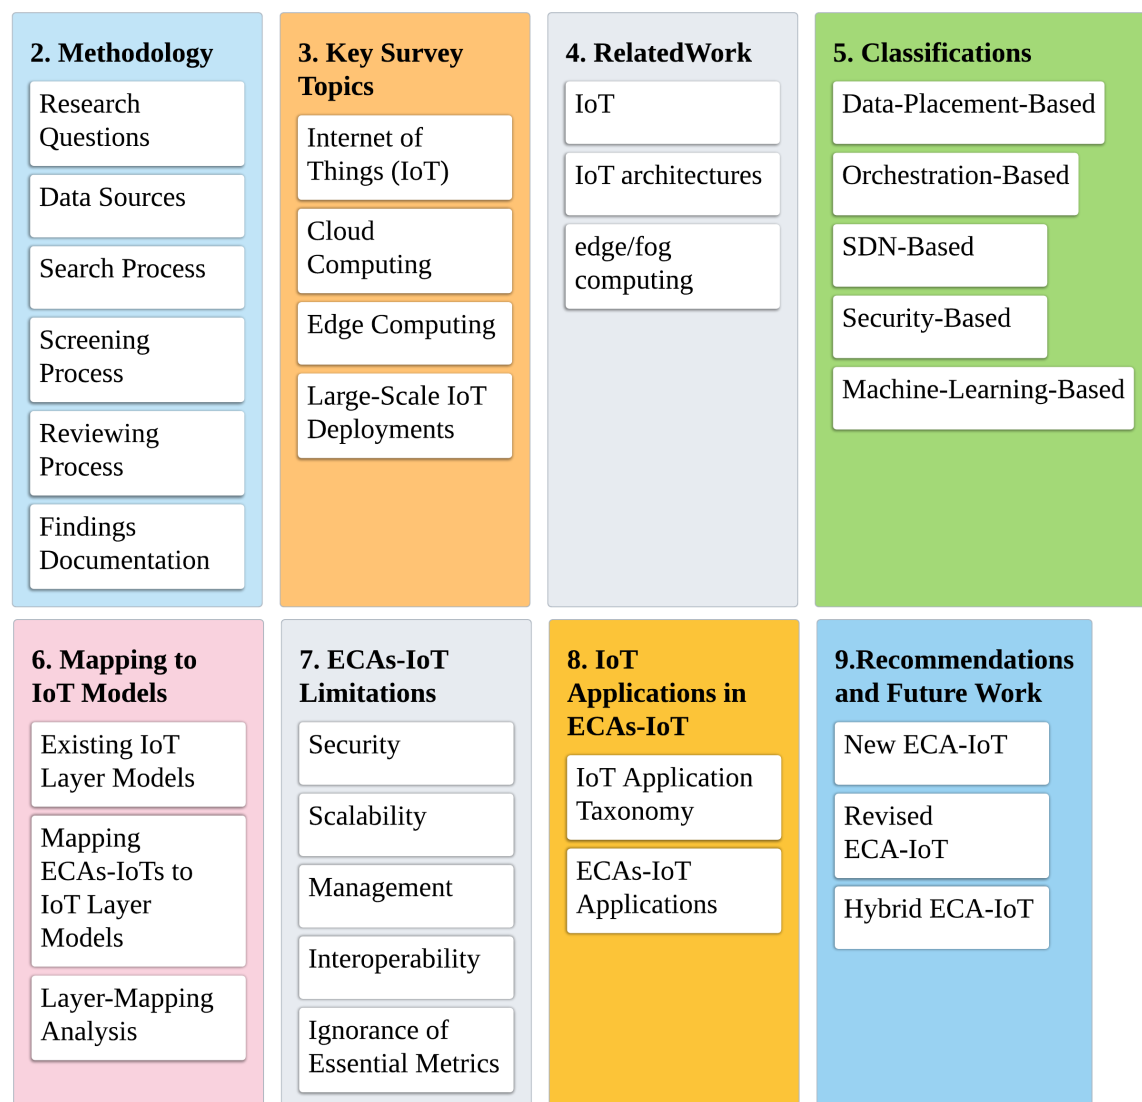 2. Methodology
Research
Questions
Data Sources
Search Process
Screening
Process
Reviewing
Process
Findings
Documentation
3. Key Survey
Topics
Internet of
Things (IoT)
Cloud
Computing
Edge Computing
Large-Scale IoT
Deployments
4. RelatedWork
IoT
IoT architectures
edge/fog
computing
5. Classifications
Data-Placement-Based
Orchestration-Based
SDN-Based
Security-Based
Machine-Learning-Based
6. Mapping to
IoT Models
Existing IoT
Layer Models
Mapping
ECAs-IoTs to
IoT Layer
Models
Layer-Mapping
Analysis
7. ECAs-IoT
Limitations
Security
Scalability
Management
Interoperability
Ignorance of
Essential Metrics
8. IoT
Applications in
ECAs-IoT
IoT Application
Taxonomy
ECAs-IoT
Applications
9.Recommendations
and Future Work
New ECA-IoT
Revised
ECA-IoT
Hybrid ECA-IoT